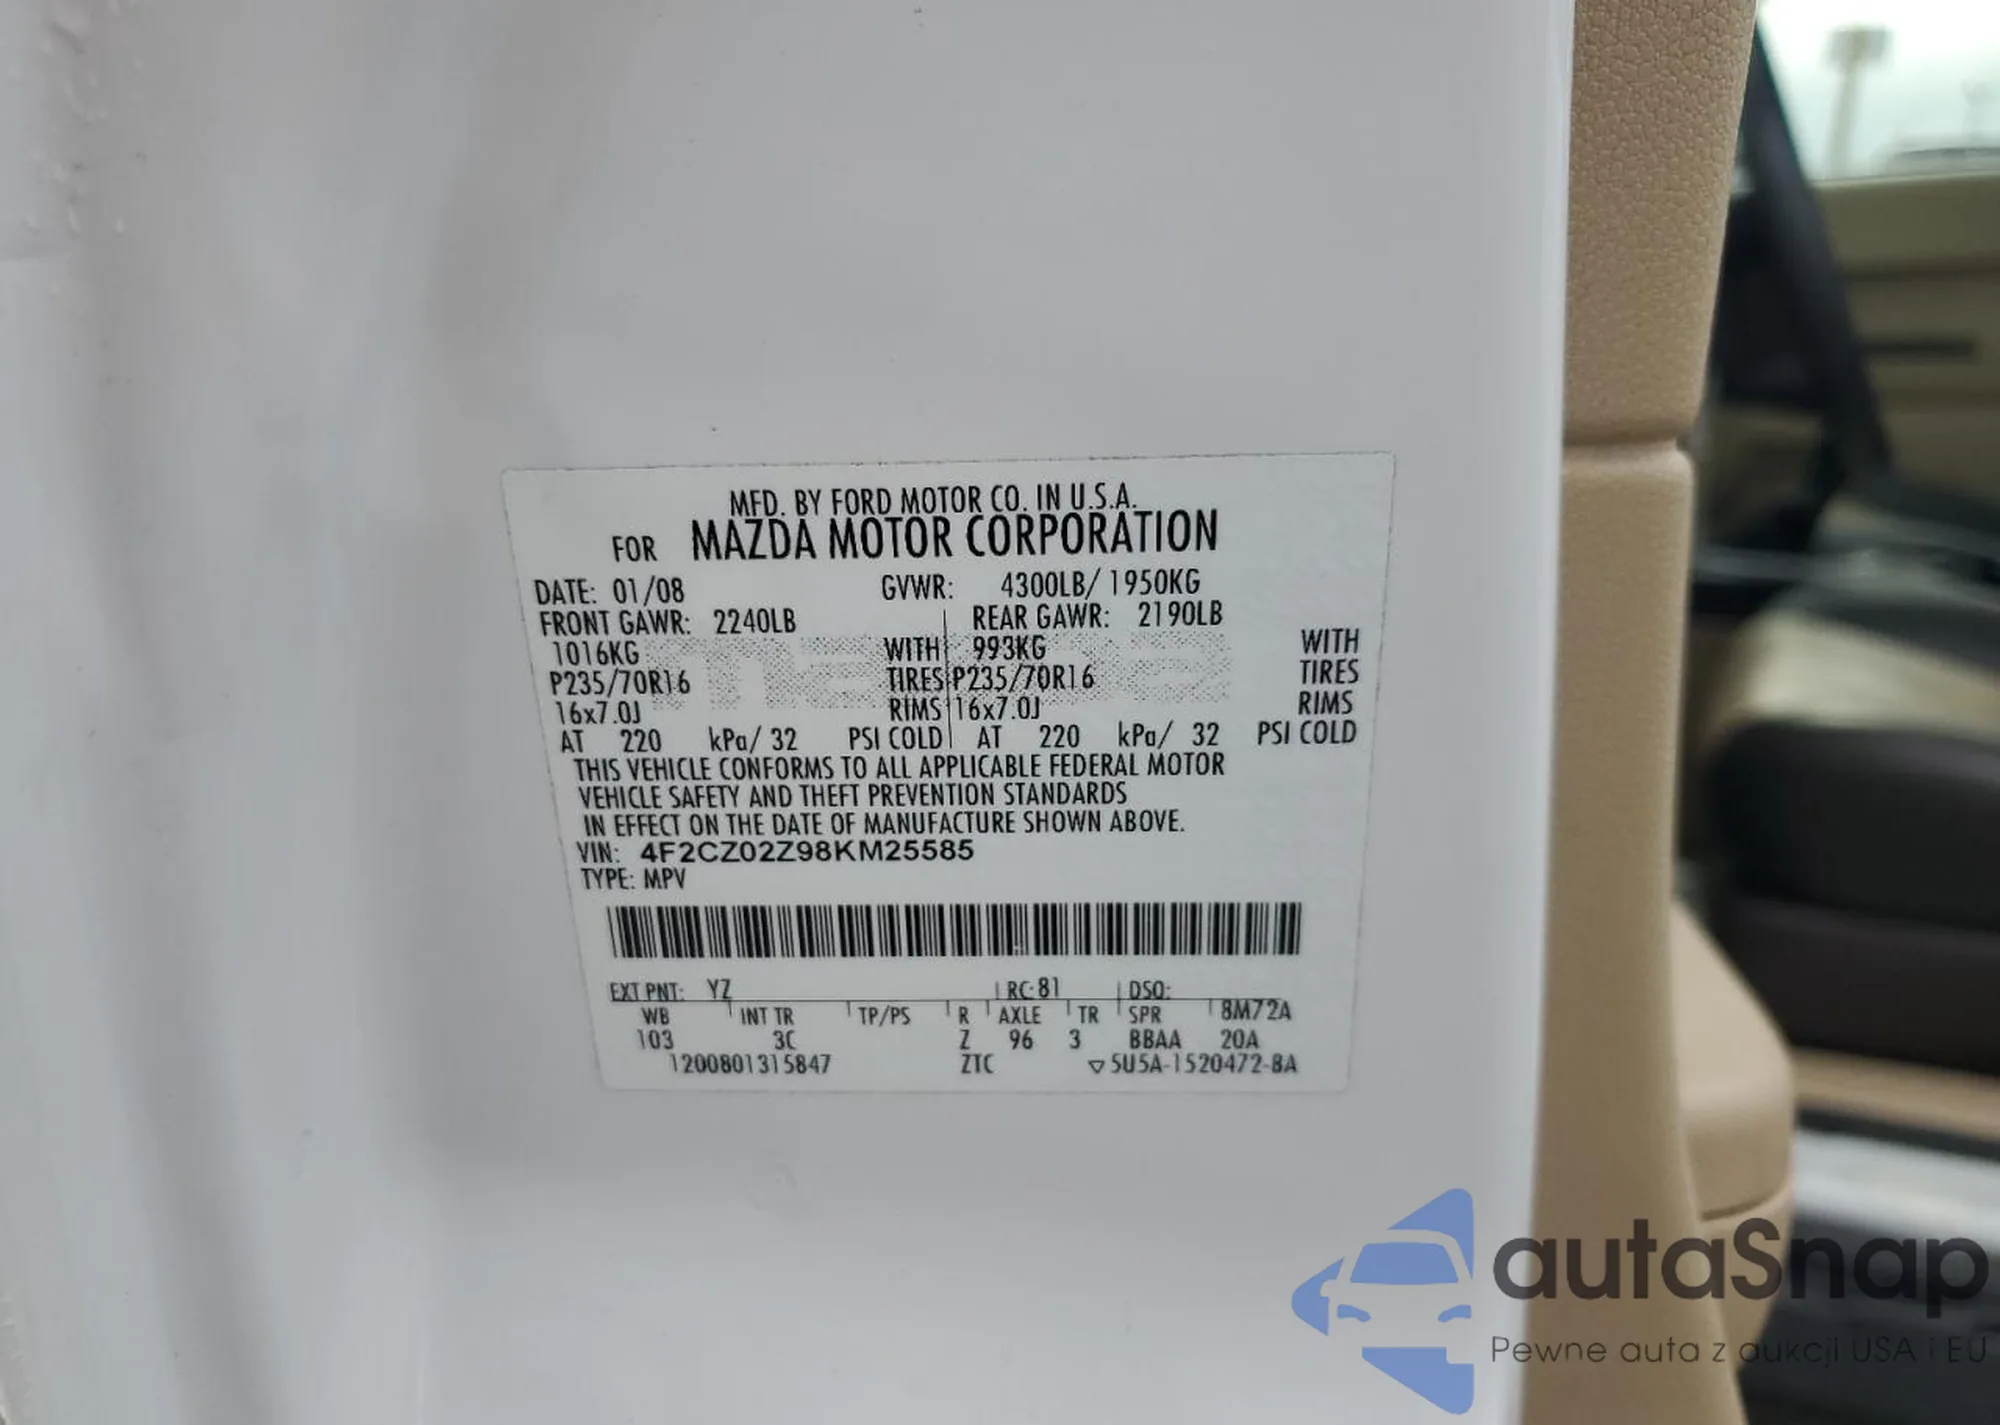 MFD. BY FORD MOTOR CO. IN U.S.A.
FOR MAZDA MOTOR CORPORATION
DATE: 01/08 GVWR: 4300LB/ 1950KG
FRONT GAWR: 2240LB REAR GAWR: 2190LB
1016KG WITH 993KG WITH
P235/70R16 TIRES P235/70R16 TIRES
16x7.0J RIMS 16x7.0J RIMS
AT 220 kPa/ 32 PSI COLD AT 220 kPa/ 32 PSI COLD
THIS VEHICLE CONFORMS TO ALL APPLICABLE FEDERAL MOTOR
VEHICLE SAFETY AND THEFT PREVENTION STANDARDS
IN EFFECT ON THE DATE OF MANUFACTURE SHOWN ABOVE.
VIN: 4F2CZ02Z98KM25585
TYPE: MPV
EXT PNT: YZ RC: 81 DSO:
WB INT TR TP/PS R AXLE TR SPR 8M72A
103 3C Z 96 3 BBAA 20A
1200801315847 ZTC ▽5U5A-1520472-BA
autaSnap
Pewne auta z aukcji USA i EU